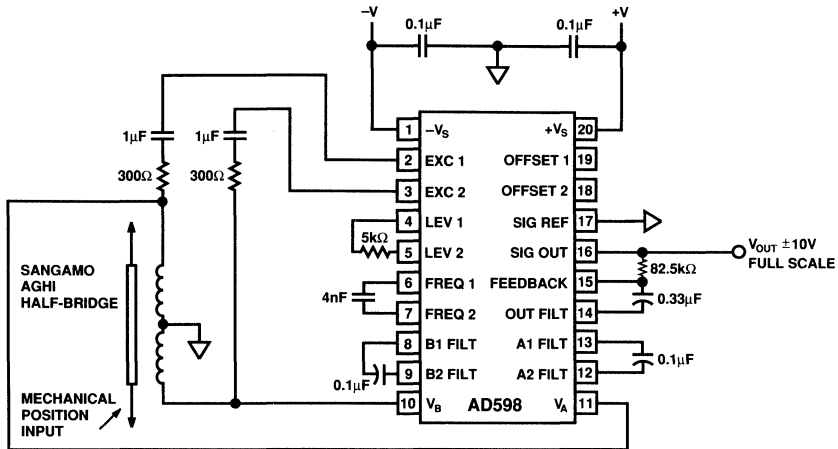 –V
+V
0.1µF
0.1µF
1µF
1µF
300Ω
300Ω
1
–VS
+VS
20
2
EXC 1
OFFSET 1
19
3
EXC 2
OFFSET 2
18
4
LEV 1
SIG REF
17
5kΩ
5
LEV 2
SIG OUT
16
VOUT ±10V
FULL SCALE
82.5kΩ
6
FREQ 1
FEEDBACK
15
4nF
0.33µF
7
FREQ 2
OUT FILT
14
8
B1 FILT
A1 FILT
13
0.1µF
0.1µF
9
B2 FILT
A2 FILT
12
10
VB
AD598
VA
11
SANGAMO
AGHI
HALF-BRIDGE
MECHANICAL
POSITION
INPUT